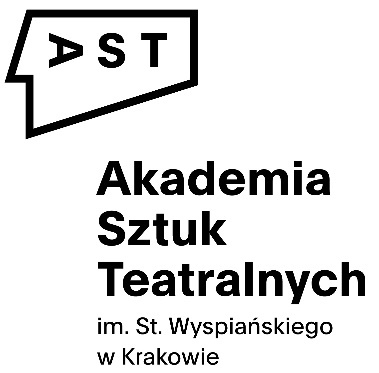 AST
Akademia
Sztuk
Teatralnych
im. St. Wyspiańskiego
w Krakowie